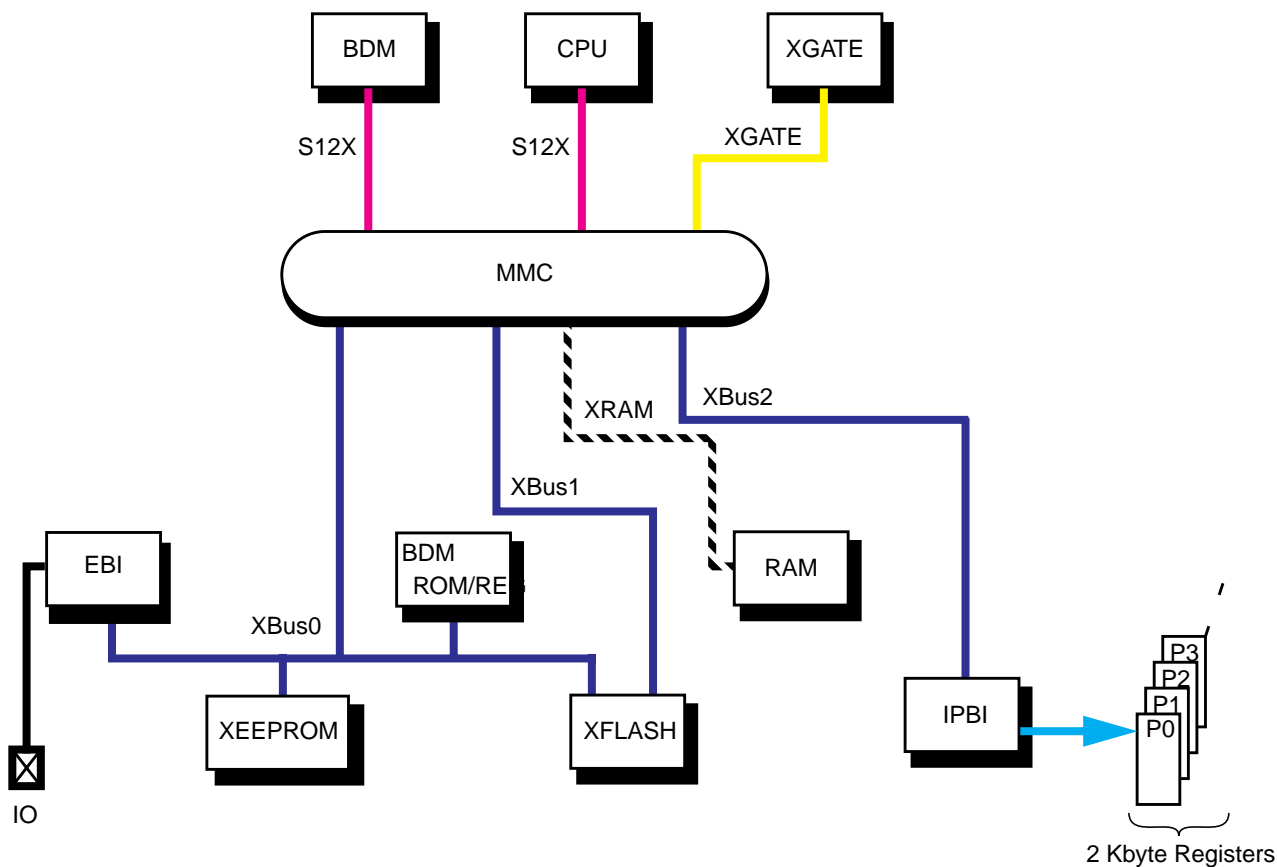 BDM
CPU
XGATE
S12X
S12X
XGATE
MMC
XRAM
XBus2
XBus1
EBI
BDM
ROM/RE
RAM
XBus0
P3
P2
P1
P0
XEEPROM
XFLASH
IPBI
IO
2 Kbyte Registers